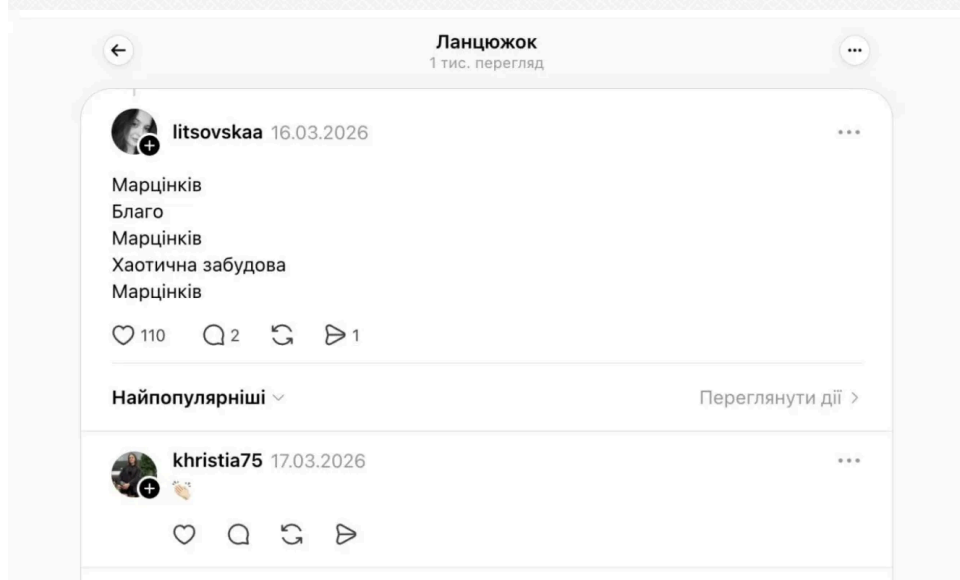 Ланцюжок
1 тис. перегляд
litsovskaa 16.03.2026
Марцінків
Благо
Марцінків
Хаотична забудова
Марцінків
110 2 1
Найпопулярніші
Переглянути дії
khristia75 17.03.2026